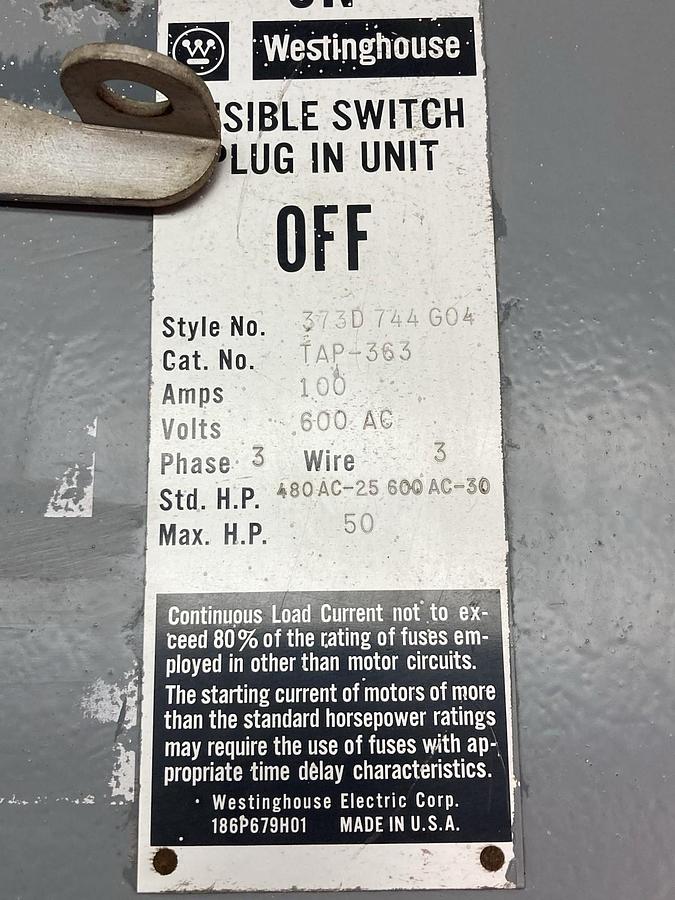 ON
W Westinghouse
SIBLE SWITCH
PLUG IN UNIT
OFF
Style No. 373D 744 G04
Cat. No. TAP-363
Amps 100
Volts 600 AC
Phase 3 Wire 3
Std. H.P. 480 AC-25 600 AC-30
Max. H.P. 50
Continuous Load Current not to ex-
ceed 80% of the rating of fuses em-
ployed in other than motor circuits.
The starting current of motors of more
than the standard horsepower ratings
may require the use of fuses with ap-
propriate time delay characteristics.
Westinghouse Electric Corp.
186P679H01 MADE IN U.S.A.